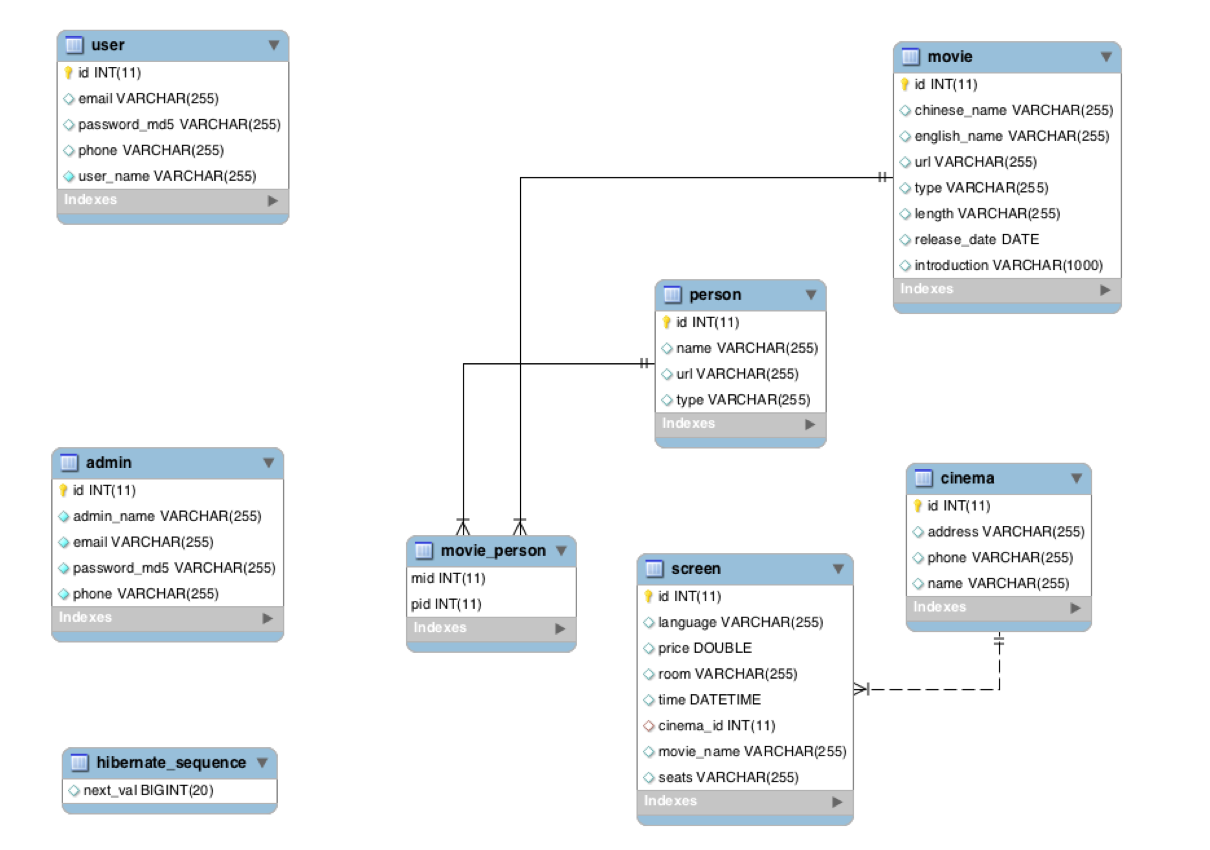 user
id INT(11)
email VARCHAR(255)
password_md5 VARCHAR(255)
phone VARCHAR(255)
user_name VARCHAR(255)
Indexes
movie
id INT(11)
chinese_name VARCHAR(255)
english_name VARCHAR(255)
url VARCHAR(255)
type VARCHAR(255)
length VARCHAR(255)
release_date DATE
introduction VARCHAR(1000)
Indexes
person
id INT(11)
name VARCHAR(255)
url VARCHAR(255)
type VARCHAR(255)
Indexes
admin
id INT(11)
admin_name VARCHAR(255)
email VARCHAR(255)
password_md5 VARCHAR(255)
phone VARCHAR(255)
Indexes
movie_person
mid INT(11)
pid INT(11)
Indexes
screen
id INT(11)
language VARCHAR(255)
price DOUBLE
room VARCHAR(255)
time DATETIME
cinema_id INT(11)
movie_name VARCHAR(255)
seats VARCHAR(255)
Indexes
cinema
id INT(11)
address VARCHAR(255)
phone VARCHAR(255)
name VARCHAR(255)
Indexes
hibernate_sequence
next_val BIGINT(20)